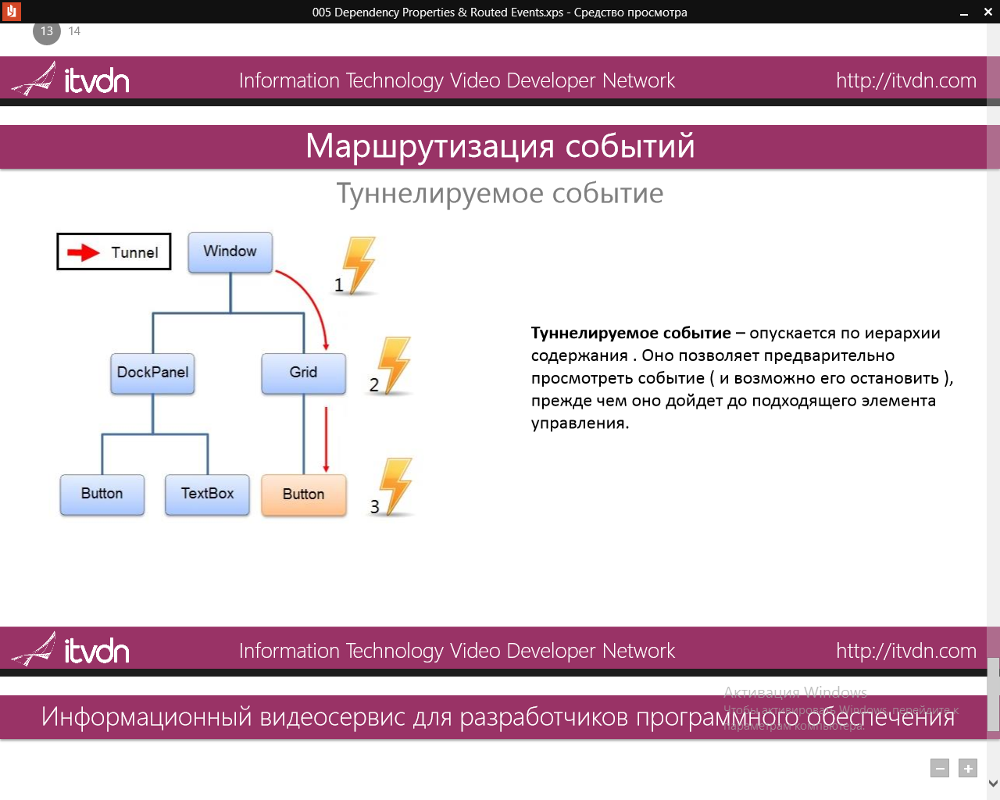 005 Dependency Properties & Routed Events.xps - Средство просмотра
13 14
itvdn Information Technology Video Developer Network http://itvdn.com
Маршрутизация событий
Туннелируемое событие
Tunnel
Window
1
DockPanel
Grid
2
Button
TextBox
Button
3
Туннелируемое событие – опускается по иерархии
содержания . Оно позволяет предварительно
просмотреть событие ( и возможно его остановить ),
прежде чем оно дойдет до подходящего элемента
управления.
itvdn Information Technology Video Developer Network http://itvdn.com
Активация Windows
Чтобы активировать Windows, перейдите к
параметрам компьютера.
Информационный видеосервис для разработчиков программного обеспечения